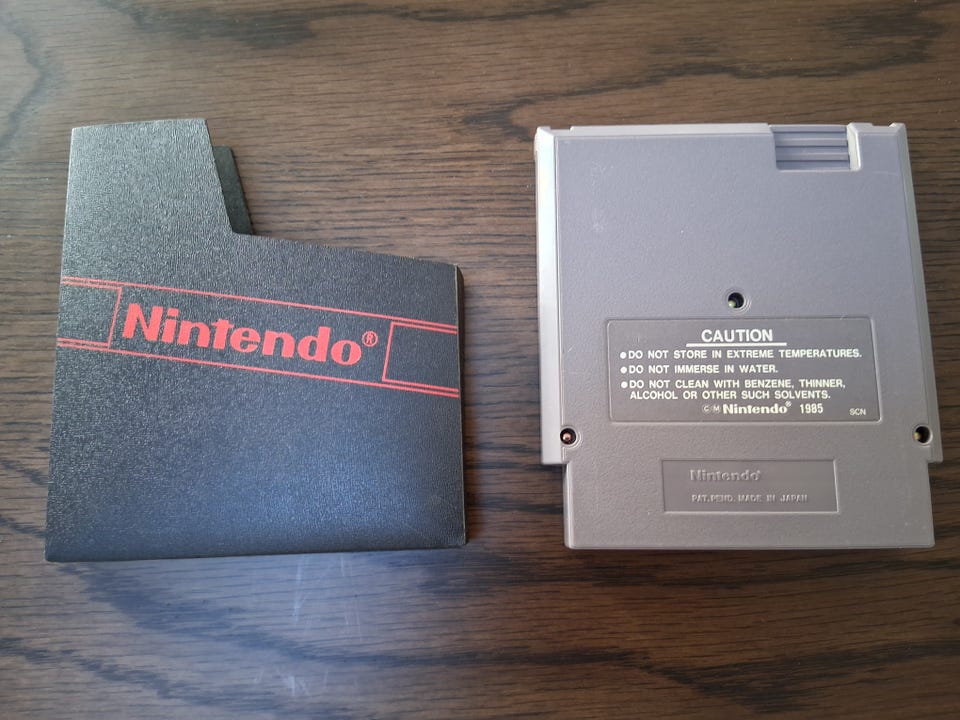 Nintendo®
CAUTION
● DO NOT STORE IN EXTREME TEMPERATURES.
● DO NOT IMMERSE IN WATER.
● DO NOT CLEAN WITH BENZENE, THINNER,
ALCOHOL OR OTHER SUCH SOLVENTS.
©Ⓜ Nintendo® 1985 SCN
Nintendo®
PAT. PEND. MADE IN JAPAN